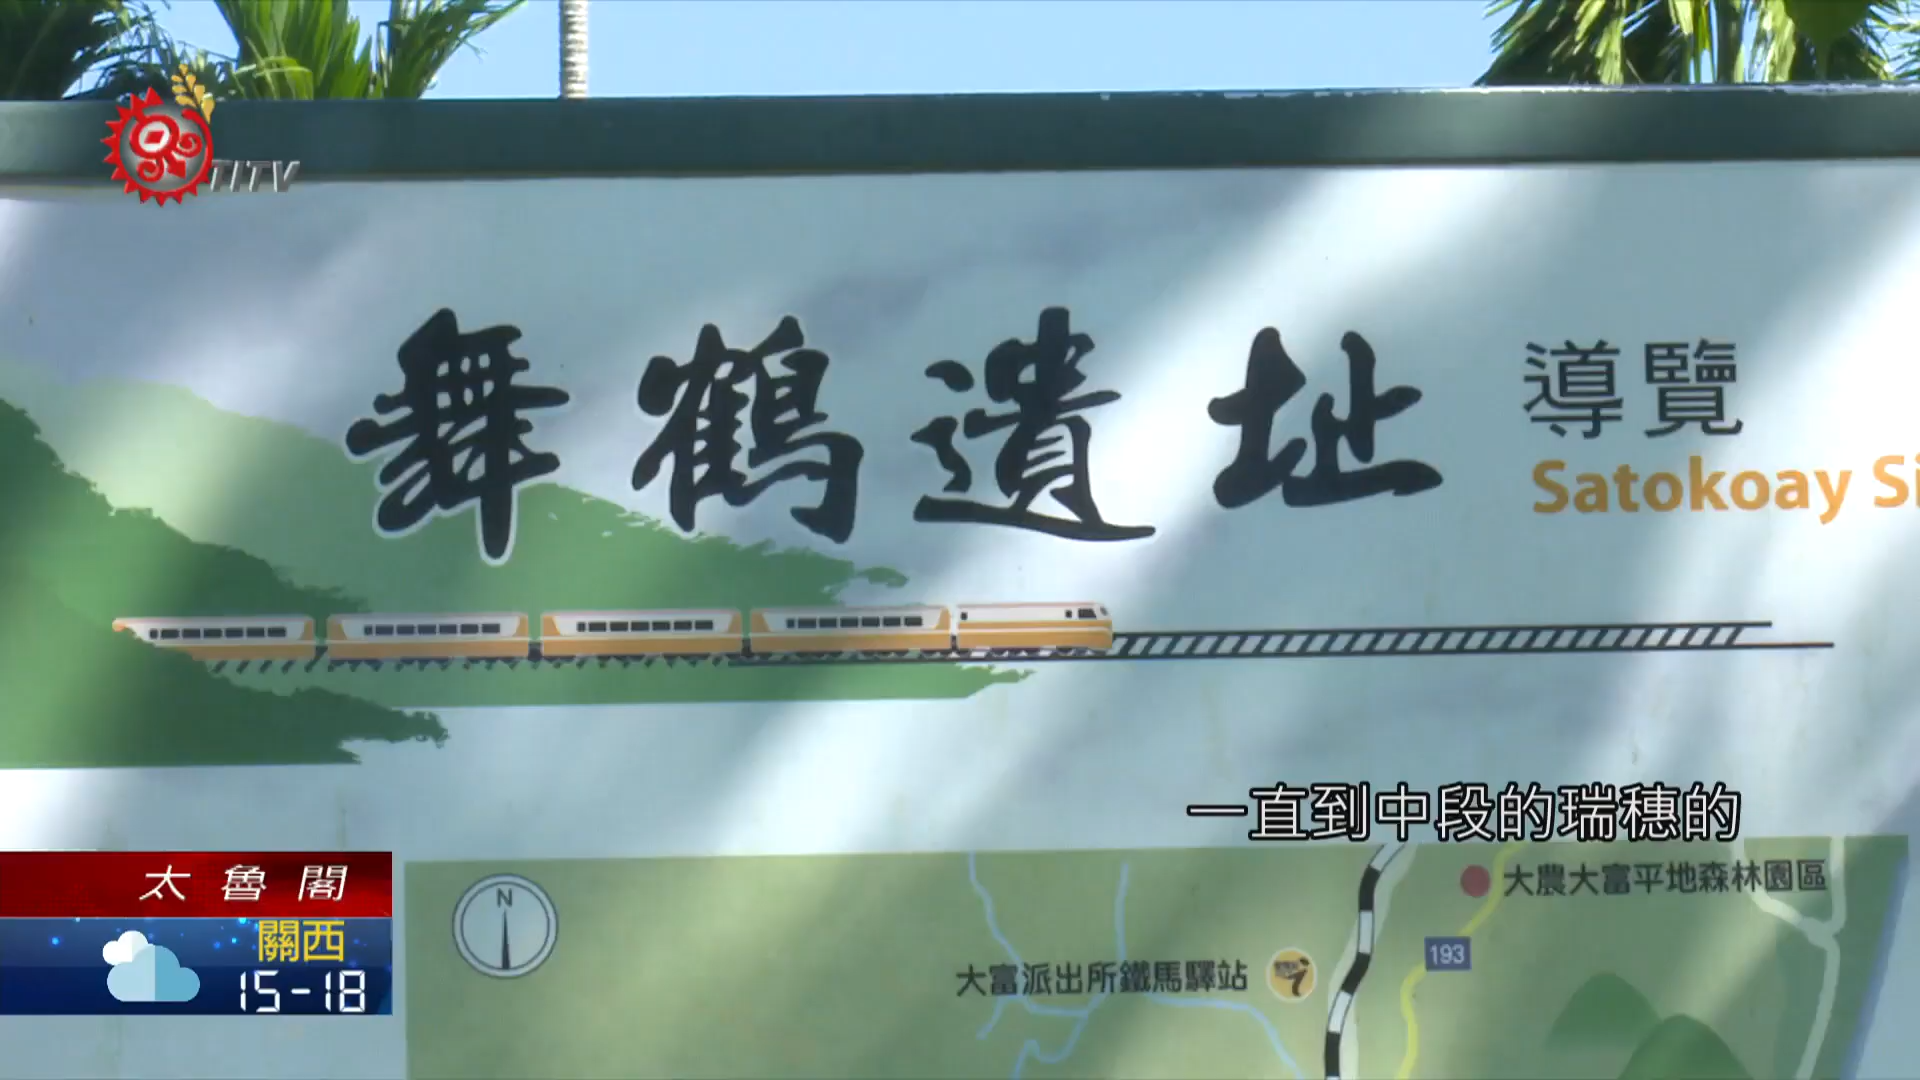 TITV
舞鶴遺址
導覽
Satokoay Si
一直到中段的瑞穗的
太魯閣
關西
15-18
N
大農大富平地森林園區
193
大富派出所鐵馬驛站